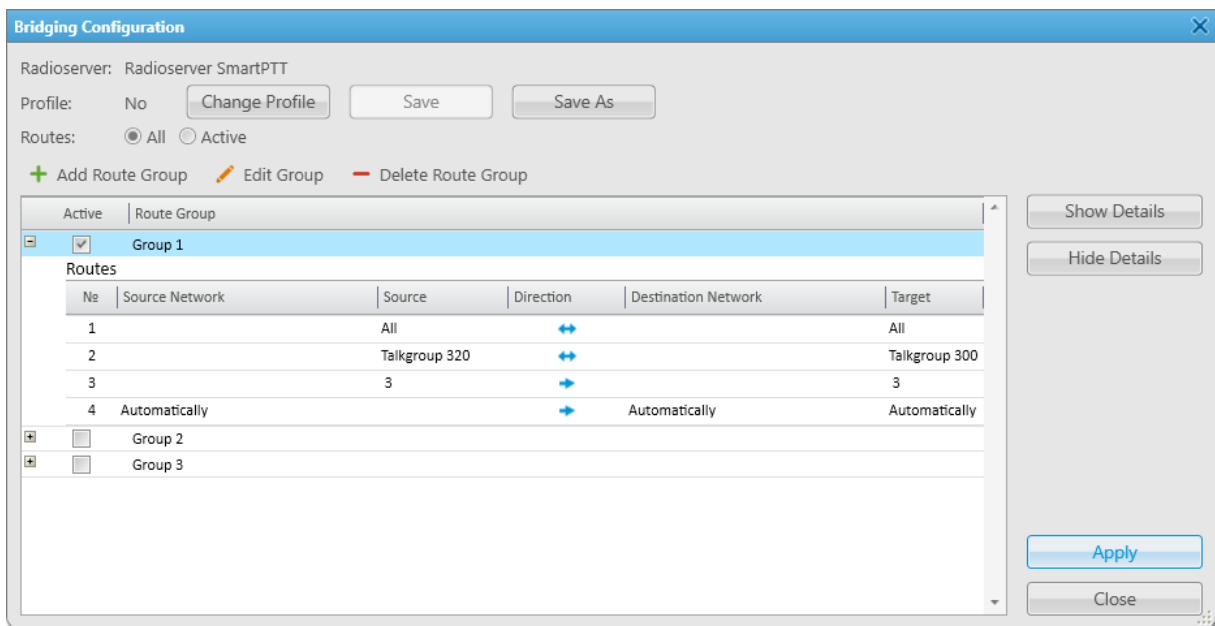 Bridging Configuration
Radioserver: Radioserver SmartPTT
Profile: No Change Profile Save Save As
Routes: All Active
Add Route Group Edit Group Delete Route Group
Active Route Group
Show Details
Group 1
Hide Details
Routes
№ Source Network Source Direction Destination Network Target
1 All All
2 Talkgroup 320 Talkgroup 300
3 3 3
4 Automatically Automatically Automatically
Group 2
Group 3
Apply
Close